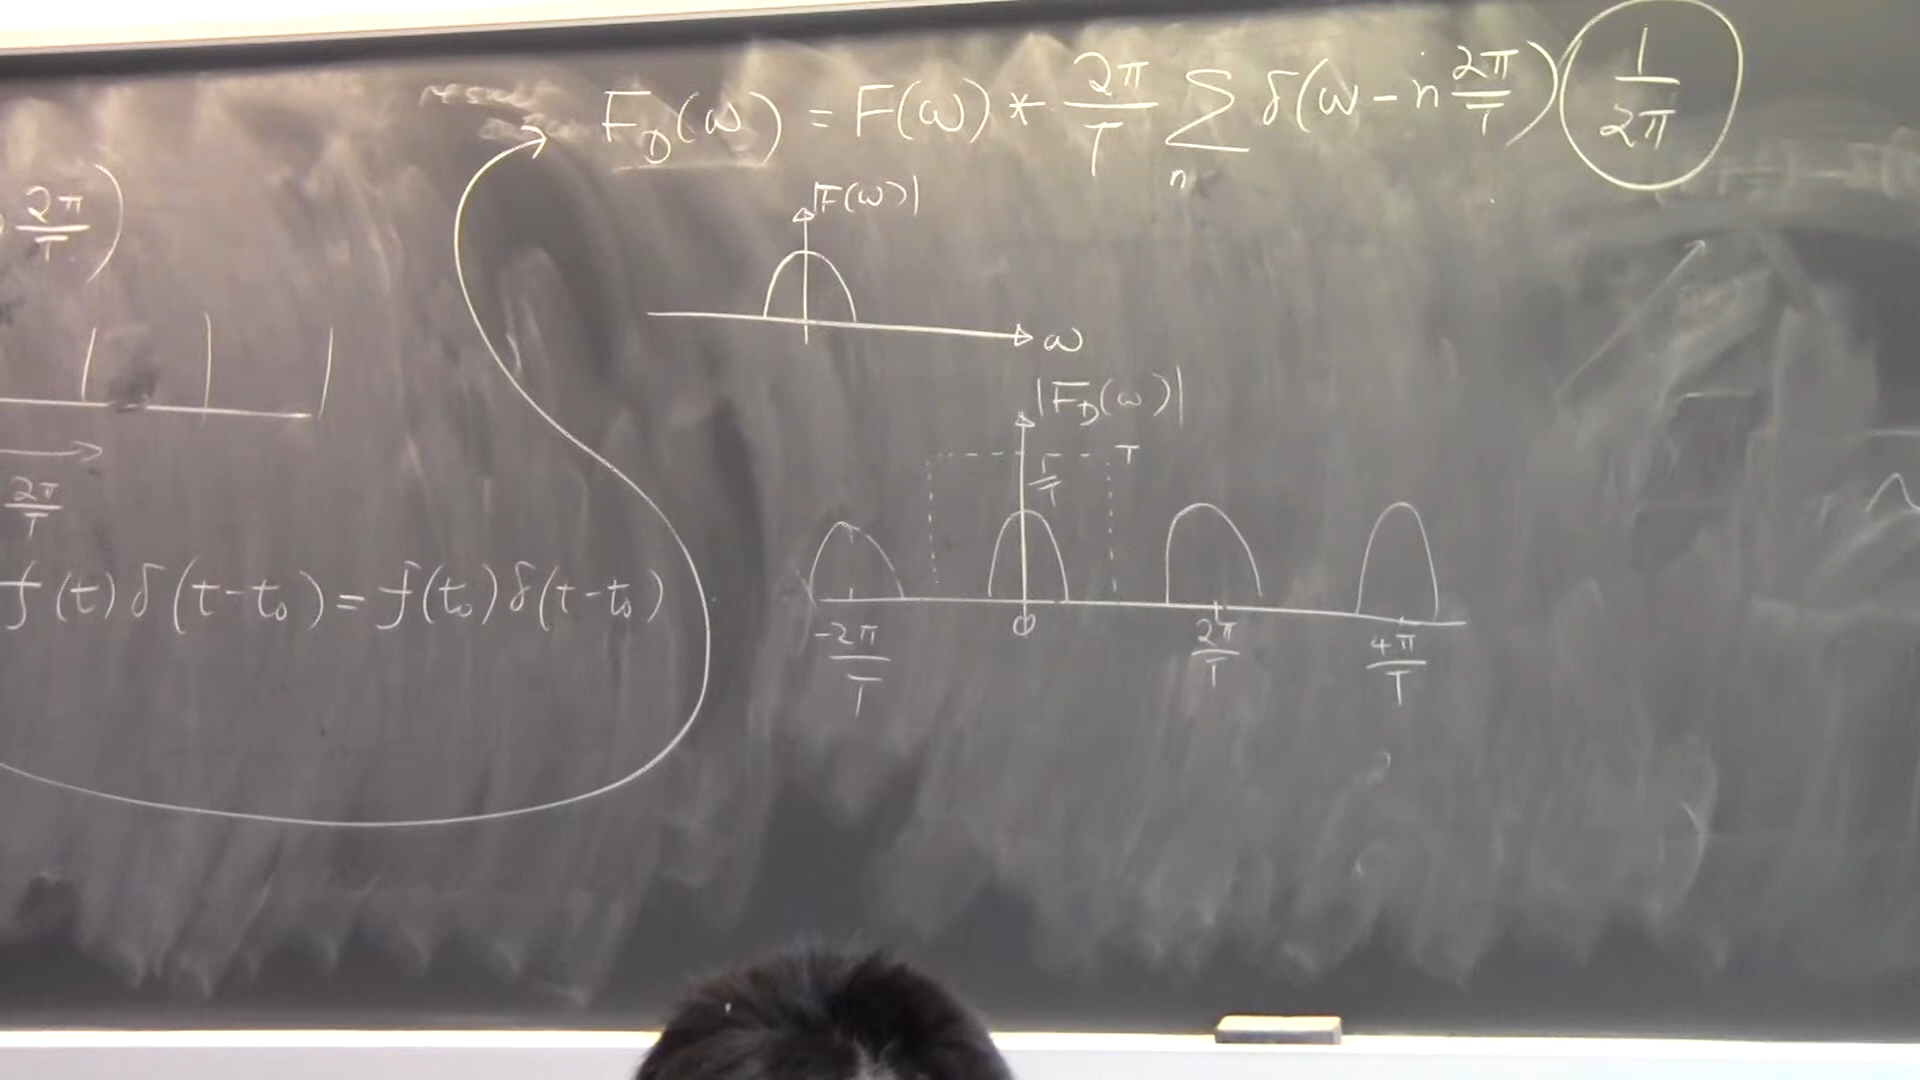 F_D(ω) = F(ω) * 2π/T Σ_n δ(ω - n 2π/T) 1/2π
2π/T)
|F(ω)|
ω
|F_D(ω)|
T
1/T
2π/T
f(t) δ(t-t₀) = f(t₀) δ(t-t₀)
-2π/T 0 2π/T 4π/T